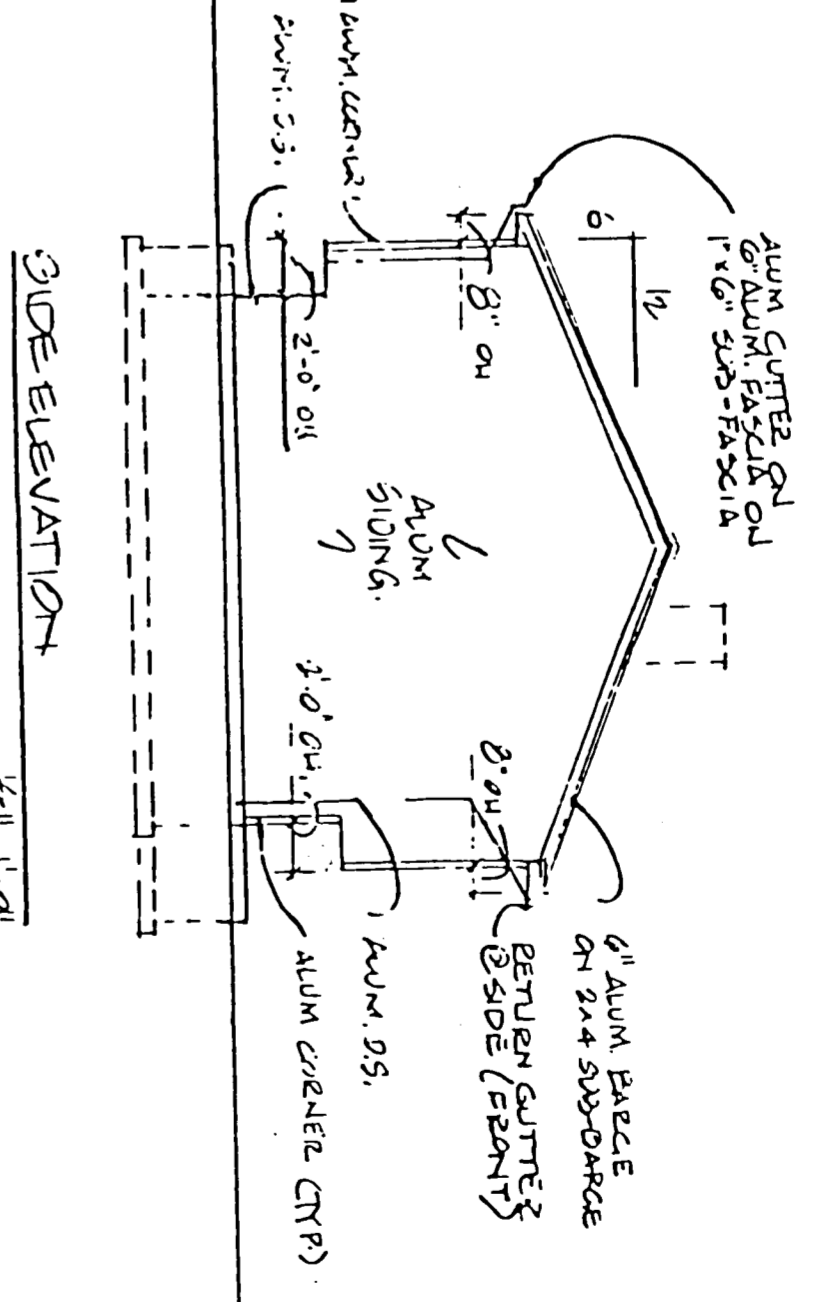 ALUM GUTTER ON
6" ALUM. FASCIA ON
1"x6" SUB-FASCIA
12
6
8" OH
2'-0" OH
ALUM
SIDING.
8" OH
2'-0" OH.
6" ALUM. BARGE
ON 2x4 SUB-BARGE
RETURN GUTTER
@ SIDE (FRONT)
ALUM. D.S.
ALUM CORNER (TYP.)
ALUM.
ALUM.
SIDE ELEVATION